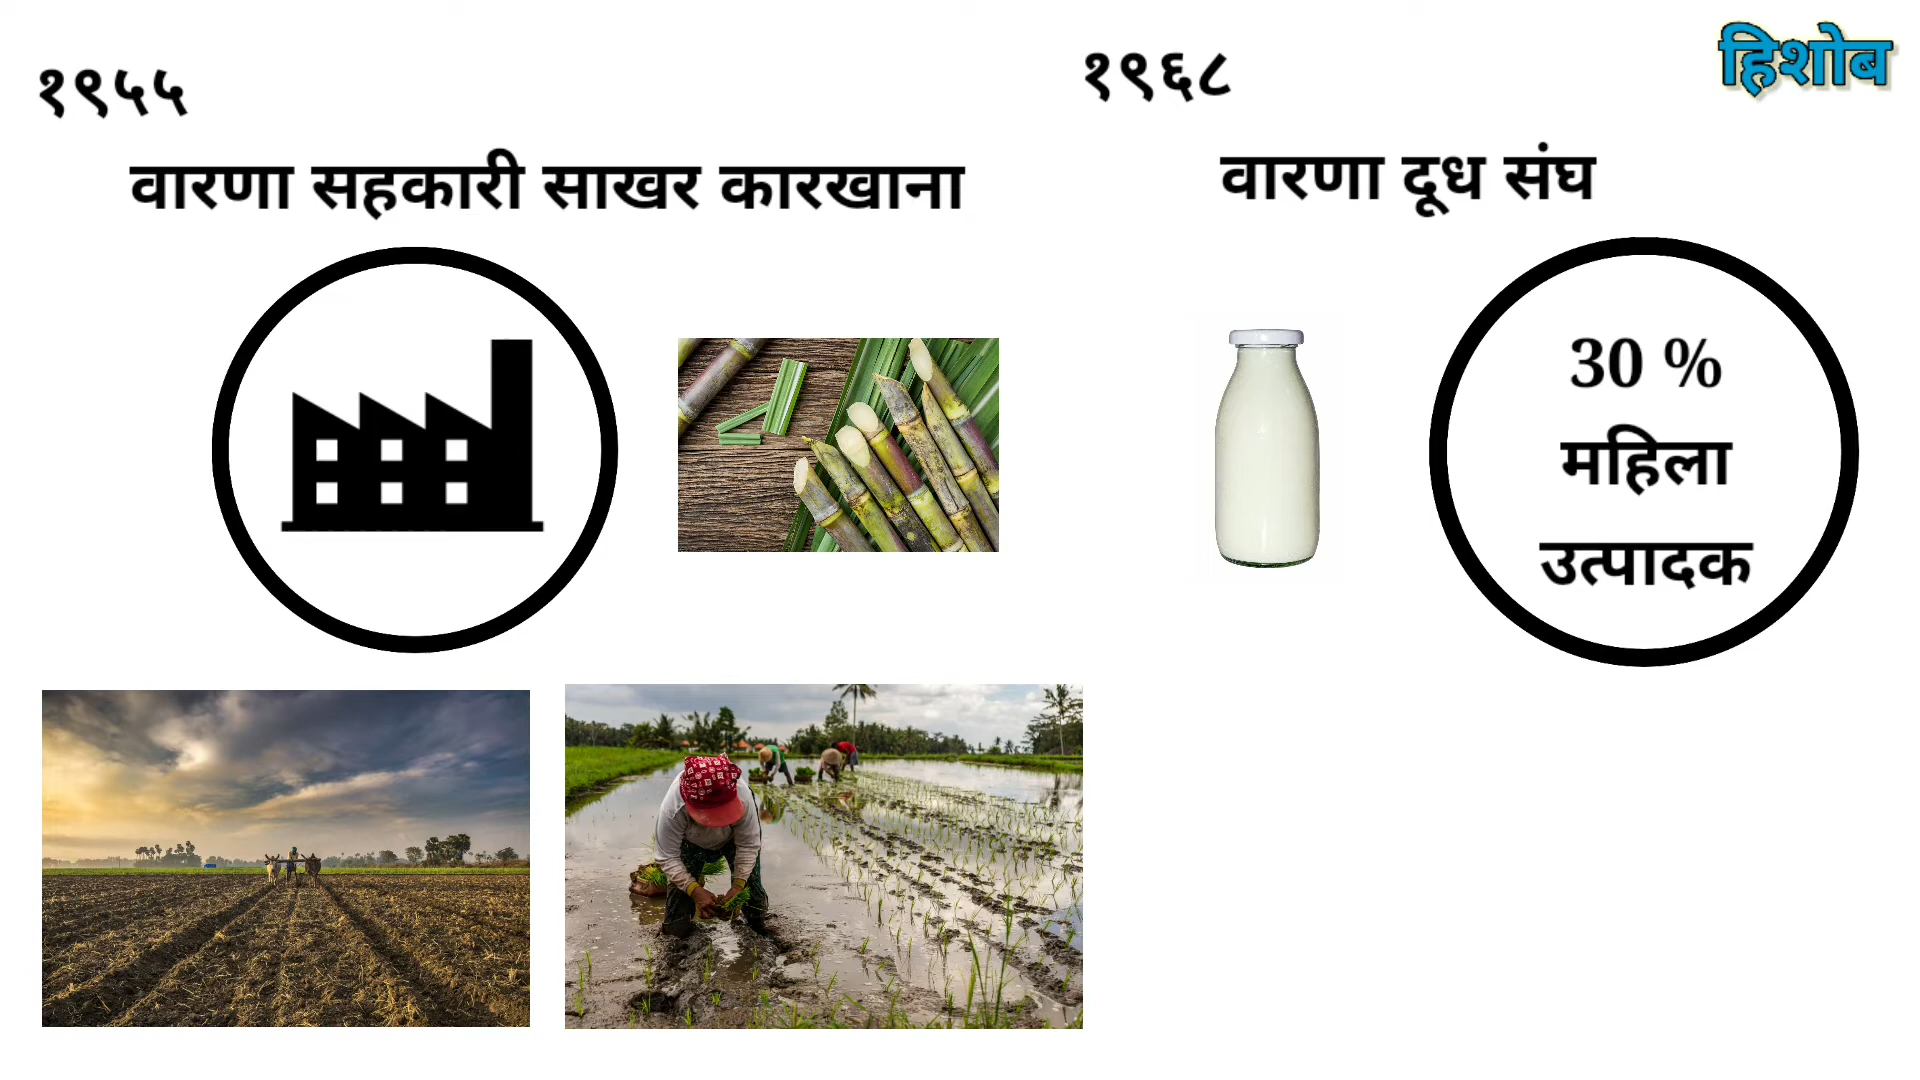 १९५५
वारणा सहकारी साखर कारखाना
१९६८
वारणा दूध संघ
30 %
महिला
उत्पादक
हिशोब